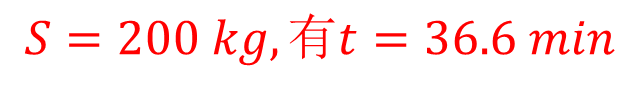 S = 200 kg,有t = 36.6 min